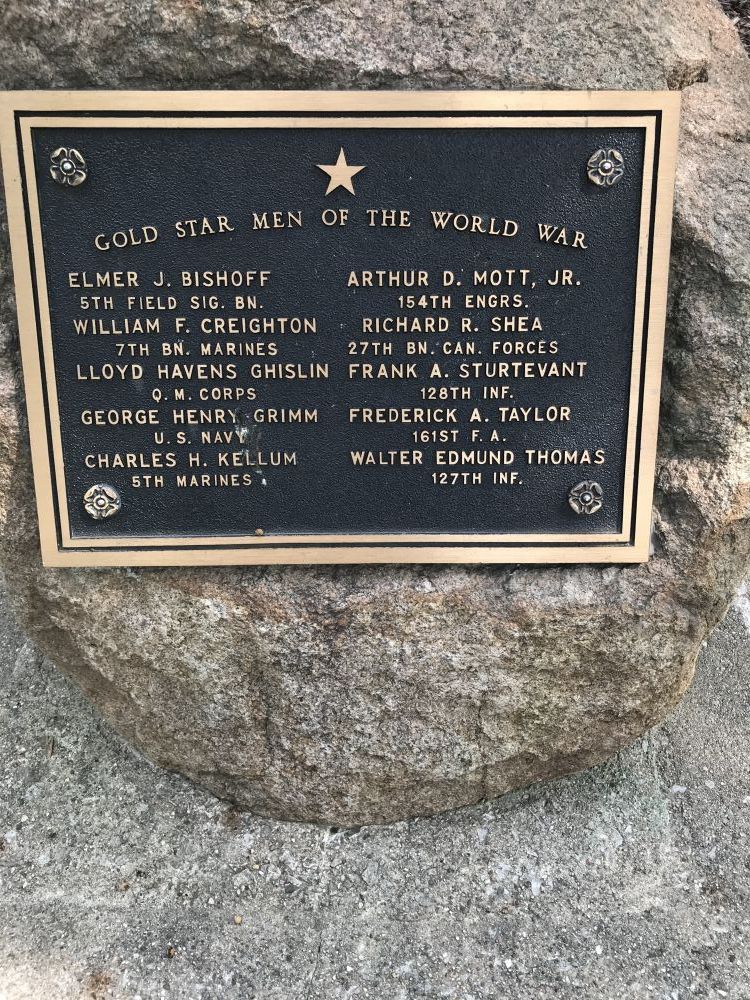 GOLD STAR MEN OF THE WORLD WAR
ELMER J. BISHOFF
5TH FIELD SIG. BN.
WILLIAM F. CREIGHTON
7TH BN. MARINES
LLOYD HAVENS GHISLIN
Q. M. CORPS
GEORGE HENRY GRIMM
U. S. NAVY
CHARLES H. KELLUM
5TH MARINES
ARTHUR D. MOTT, JR.
154TH ENGRS.
RICHARD R. SHEA
27TH BN. CAN. FORCES
FRANK A. STURTEVANT
128TH INF.
FREDERICK A. TAYLOR
161ST F. A.
WALTER EDMUND THOMAS
127TH INF.